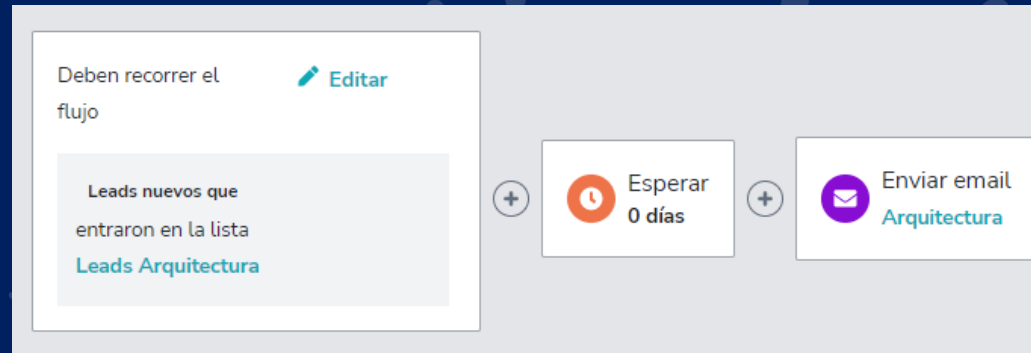 Deben recorrer el
flujo
Editar
Leads nuevos que
entraron en la lista
Leads Arquitectura
Esperar
0 días
Enviar email
Arquitectura